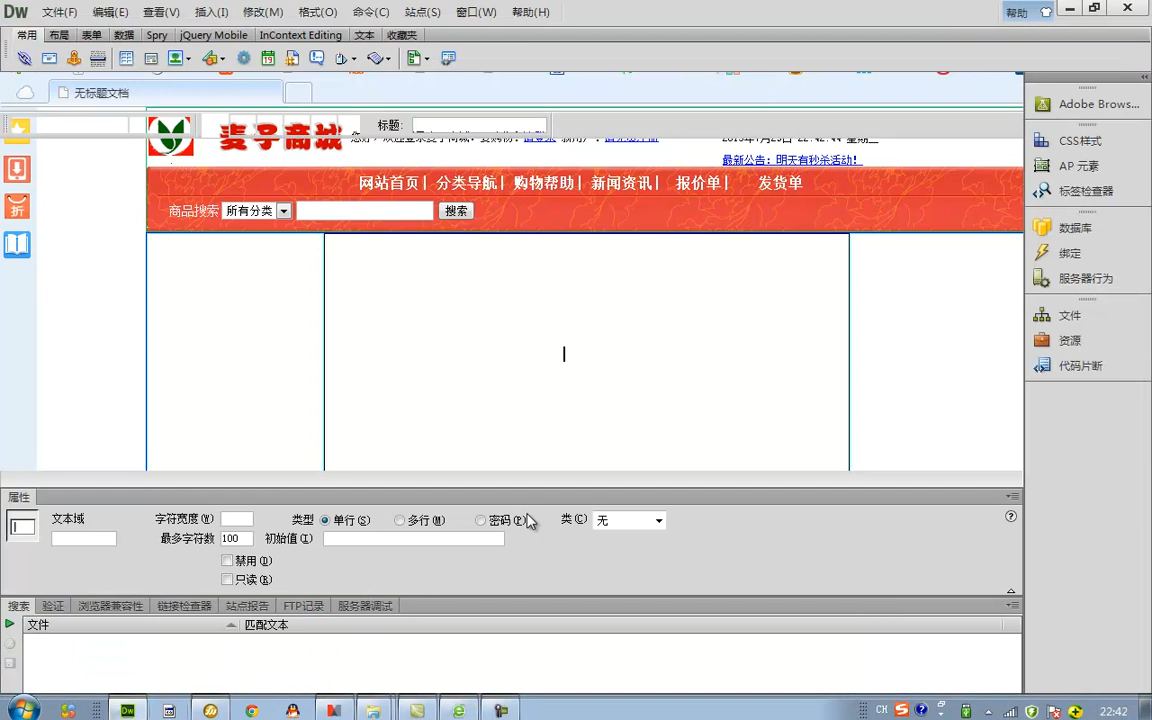 Dw 文件(F) 编辑(E) 查看(V) 插入(I) 修改(M) 格式(O) 命令(C) 站点(S) 窗口(W) 帮助(H) 帮助
常用 布局 表单 数据 Spry jQuery Mobile InContext Editing 文本 收藏夹
无标题文档
Adobe Brows...
标题:
麦子商城
最新公告：明天有秒杀活动！
CSS样式
AP 元素
标签检查器
网站首页| 分类导航| 购物帮助| 新闻资讯| 报价单| 发货单
折
商品搜索 所有分类 搜索
数据库
绑定
服务器行为
文件
资源
代码片断
属性
文本域 字符宽度(W) 类型 单行(S) 多行(M) 密码(P) 类(C) 无
最多字符数 100 初始值(I)
禁用(D)
只读(R)
搜索 验证 浏览器兼容性 链接检查器 站点报告 FTP记录 服务器调试
文件 匹配文本
Dw CH S 22:42